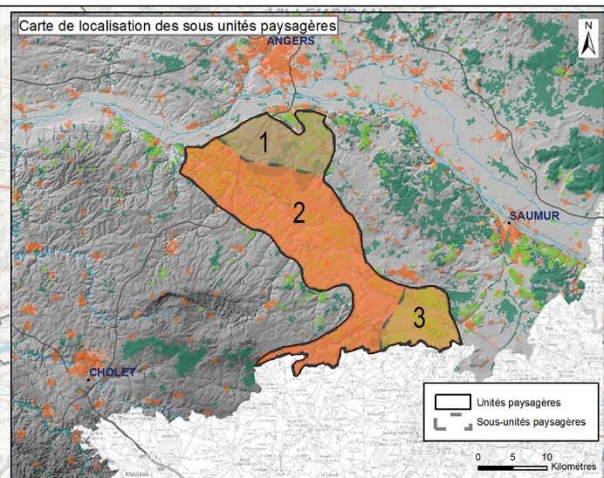 Carte de localisation des sous unités paysagères
N
ANGERS
1
2
SAUMUR
3
CHOLET
Unités paysagères
Sous-unités paysagères
0 5 10
Kilomètres